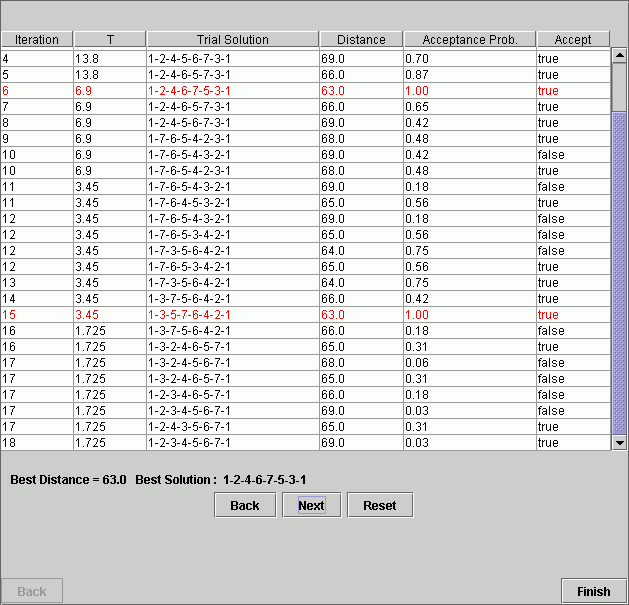 Iteration T Trial Solution Distance Acceptance Prob. Accept
4 13.8 1-2-4-5-6-7-3-1 69.0 0.70 true
5 13.8 1-2-4-6-5-7-3-1 66.0 0.87 true
6 6.9 1-2-4-6-7-5-3-1 63.0 1.00 true
7 6.9 1-2-4-6-5-7-3-1 66.0 0.65 true
8 6.9 1-2-4-5-6-7-3-1 69.0 0.42 true
9 6.9 1-7-6-5-4-2-3-1 68.0 0.48 true
10 6.9 1-7-6-5-4-3-2-1 69.0 0.42 false
10 6.9 1-7-6-5-4-2-3-1 68.0 0.48 true
11 3.45 1-7-6-5-4-3-2-1 69.0 0.18 false
11 3.45 1-7-6-4-5-3-2-1 65.0 0.56 true
12 3.45 1-7-6-5-4-3-2-1 69.0 0.18 false
12 3.45 1-7-6-5-3-4-2-1 65.0 0.56 false
12 3.45 1-7-3-5-6-4-2-1 64.0 0.75 false
12 3.45 1-7-6-5-3-4-2-1 65.0 0.56 true
13 3.45 1-7-3-5-6-4-2-1 64.0 0.75 true
14 3.45 1-3-7-5-6-4-2-1 66.0 0.42 true
15 3.45 1-3-5-7-6-4-2-1 63.0 1.00 true
16 1.725 1-3-7-5-6-4-2-1 66.0 0.18 false
16 1.725 1-3-2-4-6-5-7-1 65.0 0.31 true
17 1.725 1-3-2-4-5-6-7-1 68.0 0.06 false
17 1.725 1-3-4-2-6-5-7-1 65.0 0.31 false
17 1.725 1-2-3-4-6-5-7-1 66.0 0.18 false
17 1.725 1-2-3-4-5-6-7-1 69.0 0.03 false
17 1.725 1-2-4-3-5-6-7-1 65.0 0.31 true
18 1.725 1-2-3-4-5-6-7-1 69.0 0.03 true
Best Distance = 63.0 Best Solution : 1-2-4-6-7-5-3-1
Back Next Reset
Back Finish